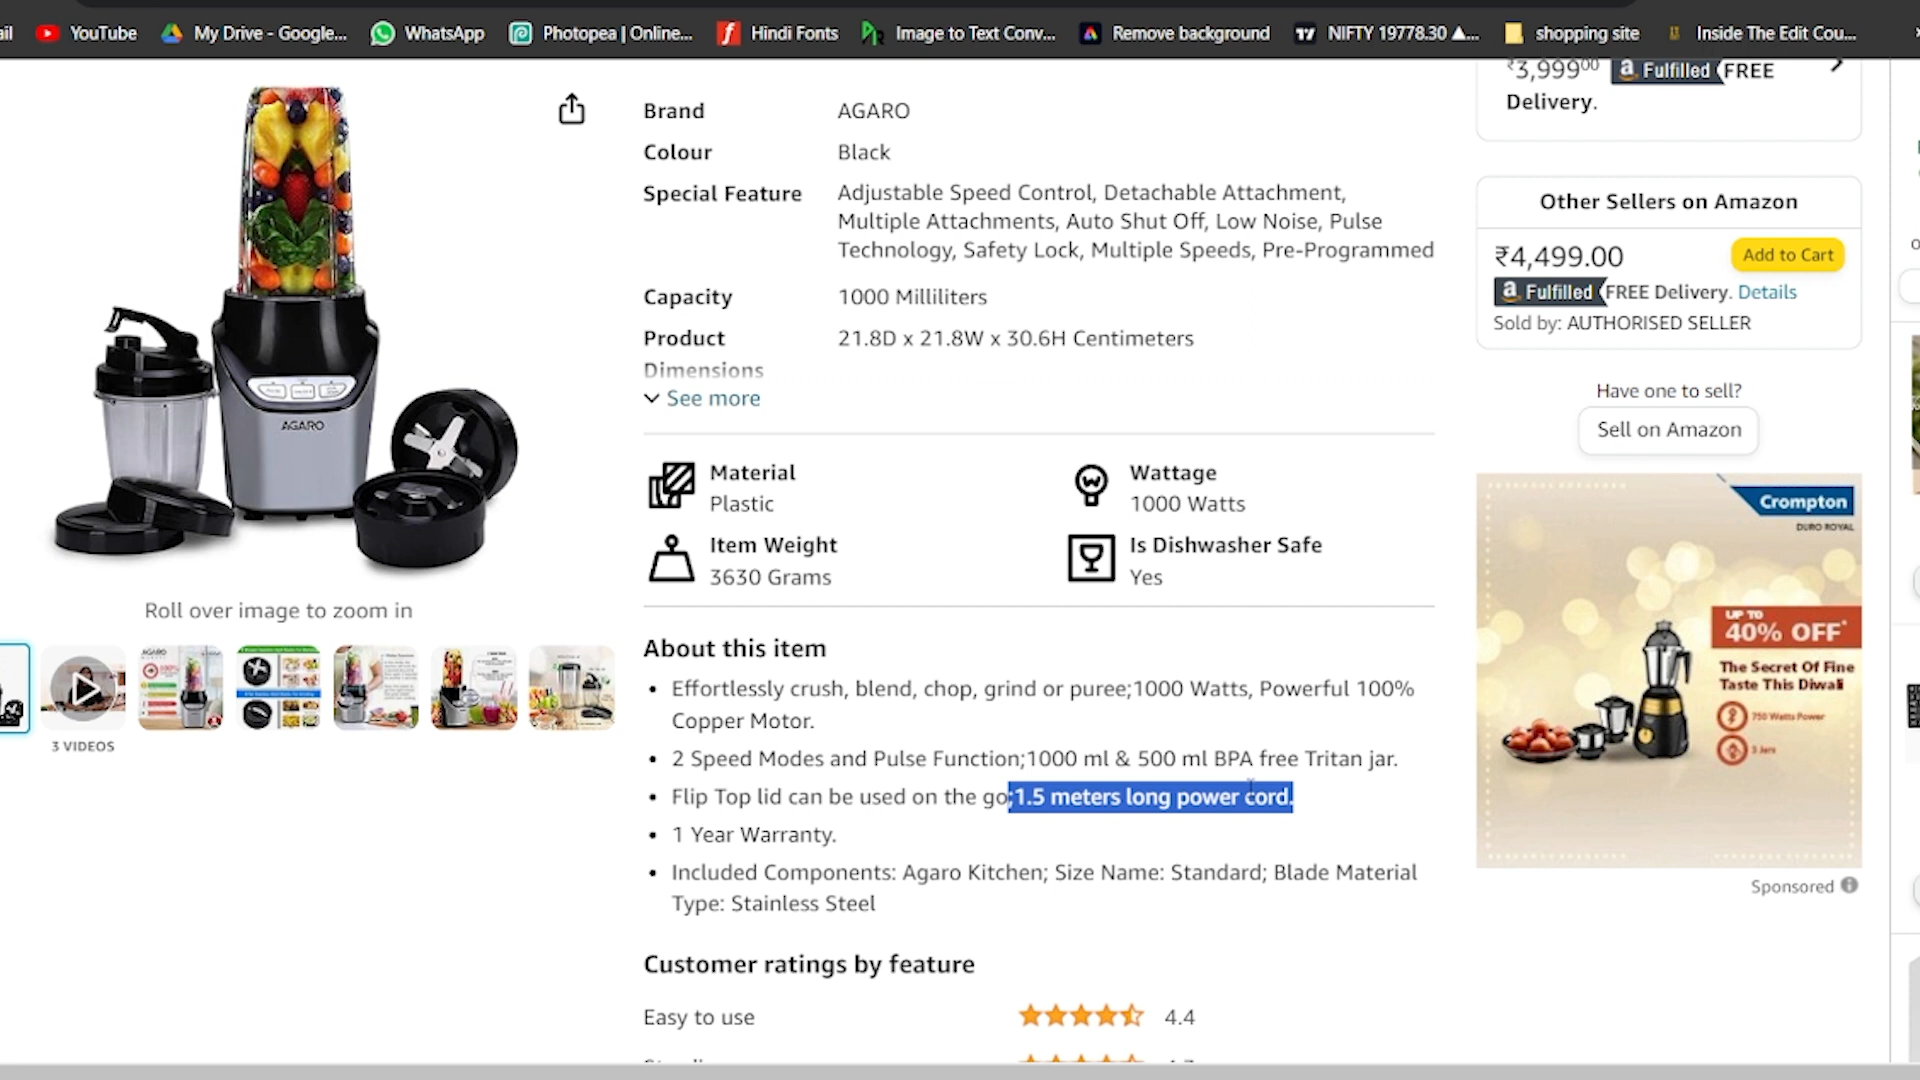 ail
YouTube
My Drive - Google...
WhatsApp
Photopea | Online...
Hindi Fonts
Image to Text Conv...
Remove background
NIFTY 19778.30 ▲...
shopping site
Inside The Edit Cou...
₹3,999⁰⁰ a Fulfilled FREE
Delivery.
Brand AGARO
Colour Black
Special Feature Adjustable Speed Control, Detachable Attachment,
Multiple Attachments, Auto Shut Off, Low Noise, Pulse
Technology, Safety Lock, Multiple Speeds, Pre-Programmed
Capacity 1000 Milliliters
Product 21.8D x 21.8W x 30.6H Centimeters
Dimensions
See more
AGARO
Other Sellers on Amazon
₹4,499.00 Add to Cart
a Fulfilled FREE Delivery. Details
Sold by: AUTHORISED SELLER
Have one to sell?
Sell on Amazon
Material
Plastic
Wattage
1000 Watts
Item Weight
3630 Grams
Is Dishwasher Safe
Yes
Roll over image to zoom in
3 VIDEOS
About this item
• Effortlessly crush, blend, chop, grind or puree;1000 Watts, Powerful 100%
Copper Motor.
• 2 Speed Modes and Pulse Function;1000 ml & 500 ml BPA free Tritan jar.
• Flip Top lid can be used on the go;1.5 meters long power cord.
• 1 Year Warranty.
• Included Components: Agaro Kitchen; Size Name: Standard; Blade Material
Type: Stainless Steel
Customer ratings by feature
Easy to use 4.4
Crompton
DURO ROYAL
UP TO
40% OFF*
The Secret Of Fine
Taste This Diwali
750 Watts Power
3 Jars
Sponsored